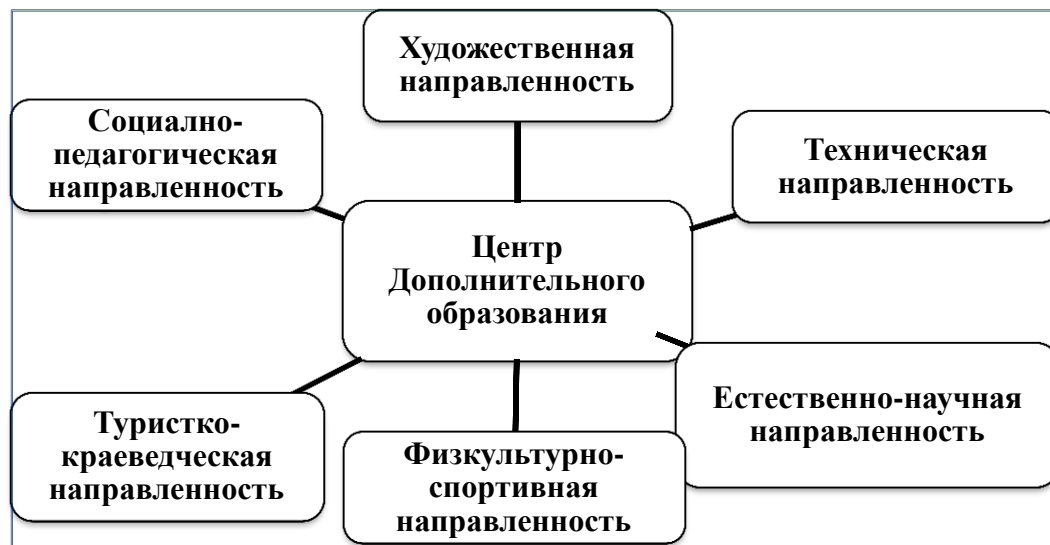 Художественная
направленность
Социално-
педагогическая
направленность
Техническая
направленность
Центр
Дополнительного
образования
Естественно-научная
направленность
Туристко-
краеведческая
направленность
Физкультурно-
спортивная
направленность